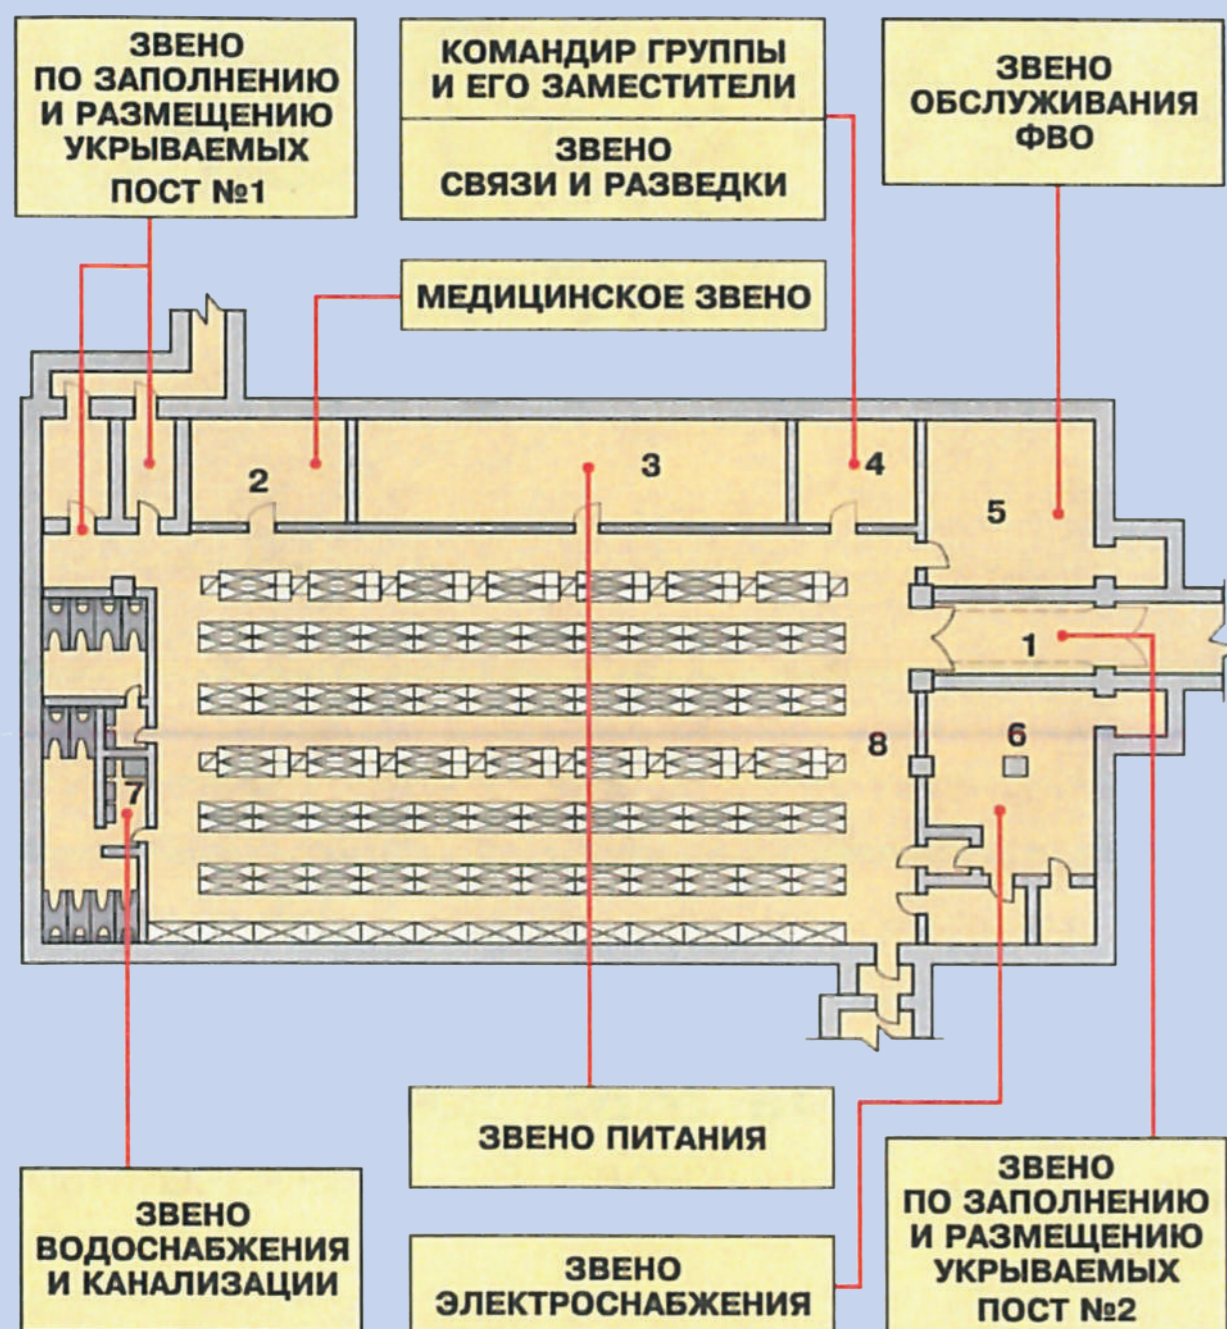 ЗВЕНО
ПО ЗАПОЛНЕНИЮ
И РАЗМЕЩЕНИЮ
УКРЫВАЕМЫХ
ПОСТ №1
КОМАНДИР ГРУППЫ
И ЕГО ЗАМЕСТИТЕЛИ
ЗВЕНО
СВЯЗИ И РАЗВЕДКИ
ЗВЕНО
ОБСЛУЖИВАНИЯ
ФВО
МЕДИЦИНСКОЕ ЗВЕНО
2
3
4
5
1
6
8
7
ЗВЕНО ПИТАНИЯ
ЗВЕНО
ВОДОСНАБЖЕНИЯ
И КАНАЛИЗАЦИИ
ЗВЕНО
ЭЛЕКТРОСНАБЖЕНИЯ
ЗВЕНО
ПО ЗАПОЛНЕНИЮ
И РАЗМЕЩЕНИЮ
УКРЫВАЕМЫХ
ПОСТ №2